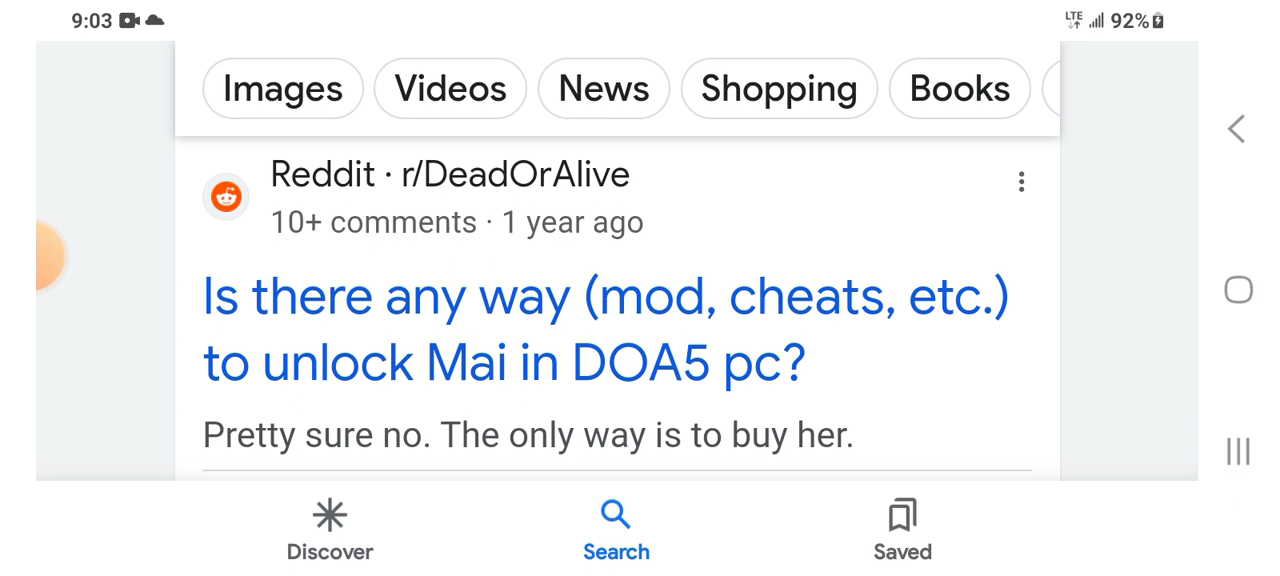 9:03 LTE 92%
Images Videos News Shopping Books
Reddit · r/DeadOrAlive
10+ comments · 1 year ago
Is there any way (mod, cheats, etc.)
to unlock Mai in DOA5 pc?
Pretty sure no. The only way is to buy her.
Discover Search Saved